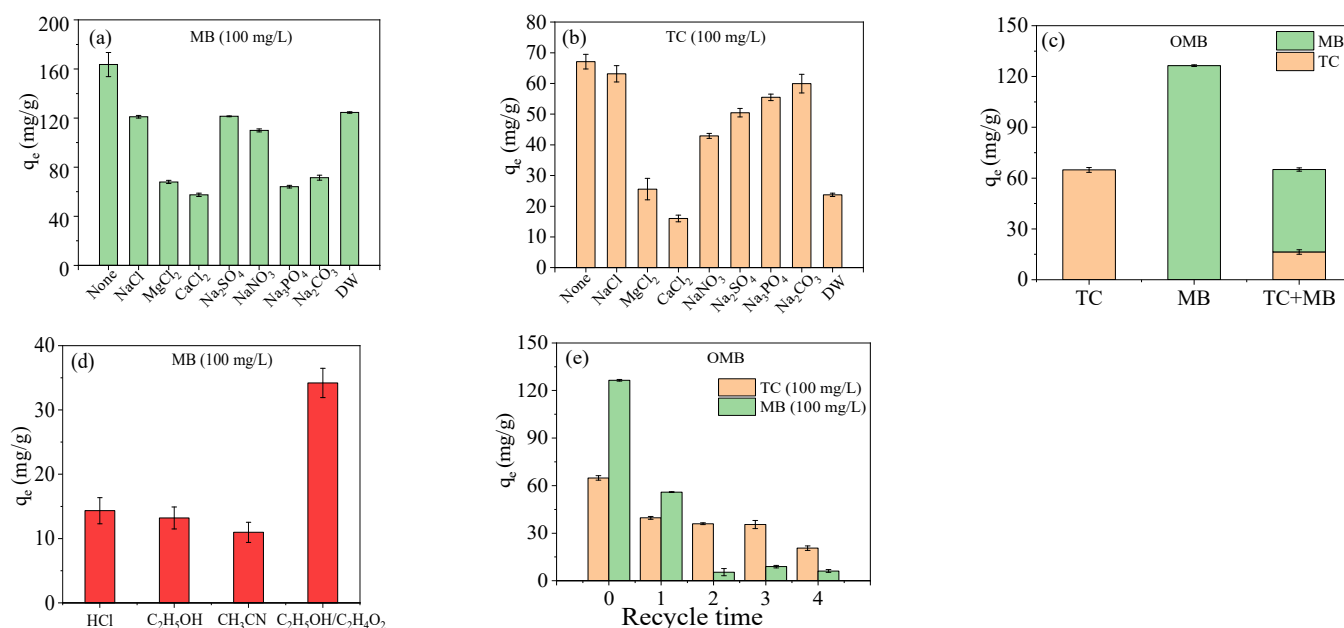 (a)
MB (100 mg/L)
qₑ (mg/g)
200
160
120
80
40
0
None
NaCl
MgCl₂
CaCl₂
Na₂SO₄
NaNO₃
Na₃PO₄
Na₂CO₃
DW
(b)
TC (100 mg/L)
qₑ (mg/g)
80
70
60
50
40
30
20
10
0
None
NaCl
MgCl₂
CaCl₂
NaNO₃
Na₂SO₄
Na₃PO₄
Na₂CO₃
DW
(c)
OMB
MB
TC
qₑ (mg/g)
150
120
90
60
30
0
TC
MB
TC+MB
(d)
MB (100 mg/L)
qₑ (mg/g)
40
30
20
10
0
HCl
C₂H₅OH
CH₃CN
C₂H₅OH/C₂H₄O₂
(e)
OMB
TC (100 mg/L)
MB (100 mg/L)
qₑ (mg/g)
150
120
90
60
30
0
0
1
2
3
4
Recycle time